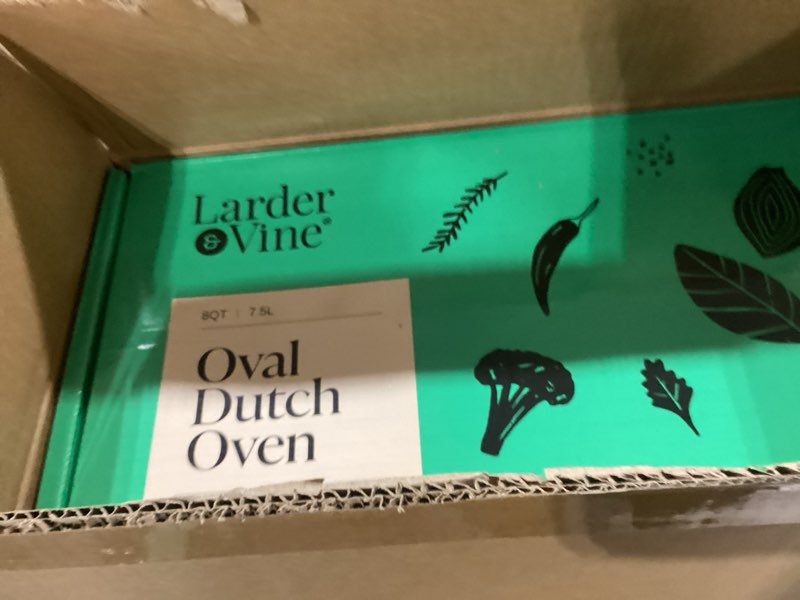 Larder
&Vine®
8QT | 7.5L
Oval
Dutch
Oven